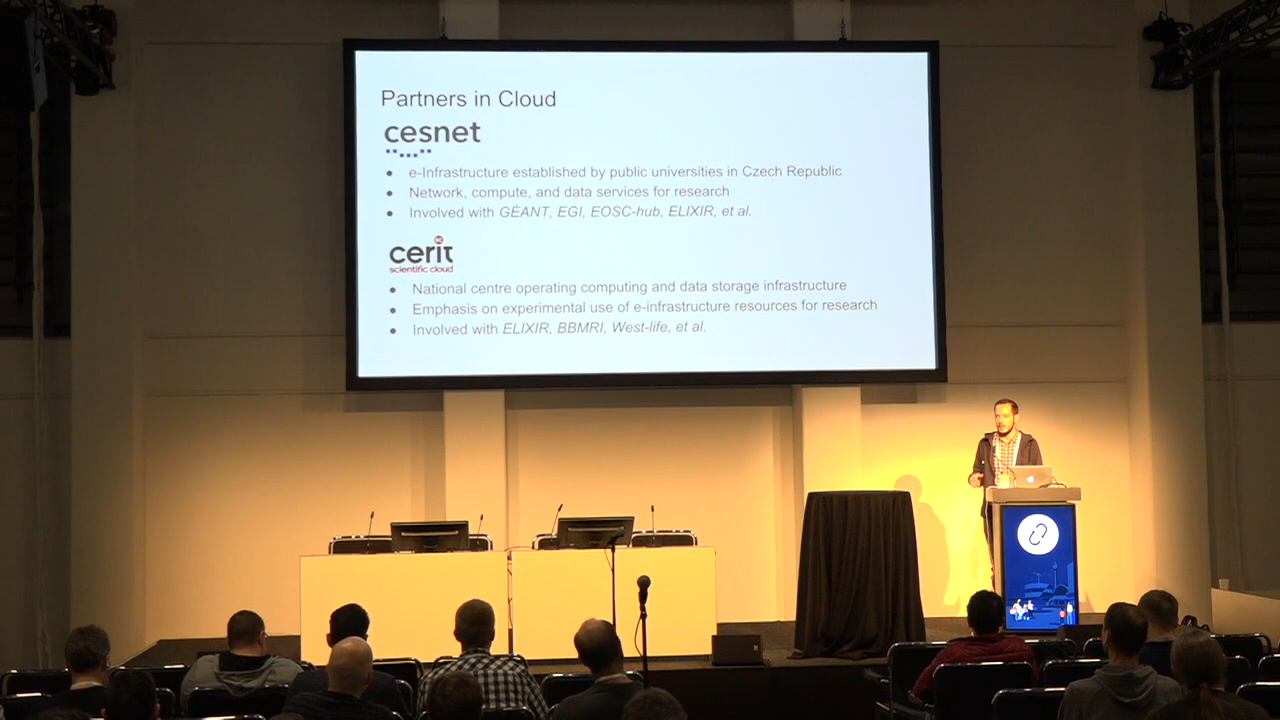 Partners in Cloud
cesnet
e-Infrastructure established by public universities in Czech Republic
Network, compute, and data services for research
Involved with GÉANT, EGI, EOSC-hub, ELIXIR, et al.
SC
cerit
scientific cloud
National centre operating computing and data storage infrastructure
Emphasis on experimental use of e-infrastructure resources for research
Involved with ELIXIR, BBMRI, West-life, et al.